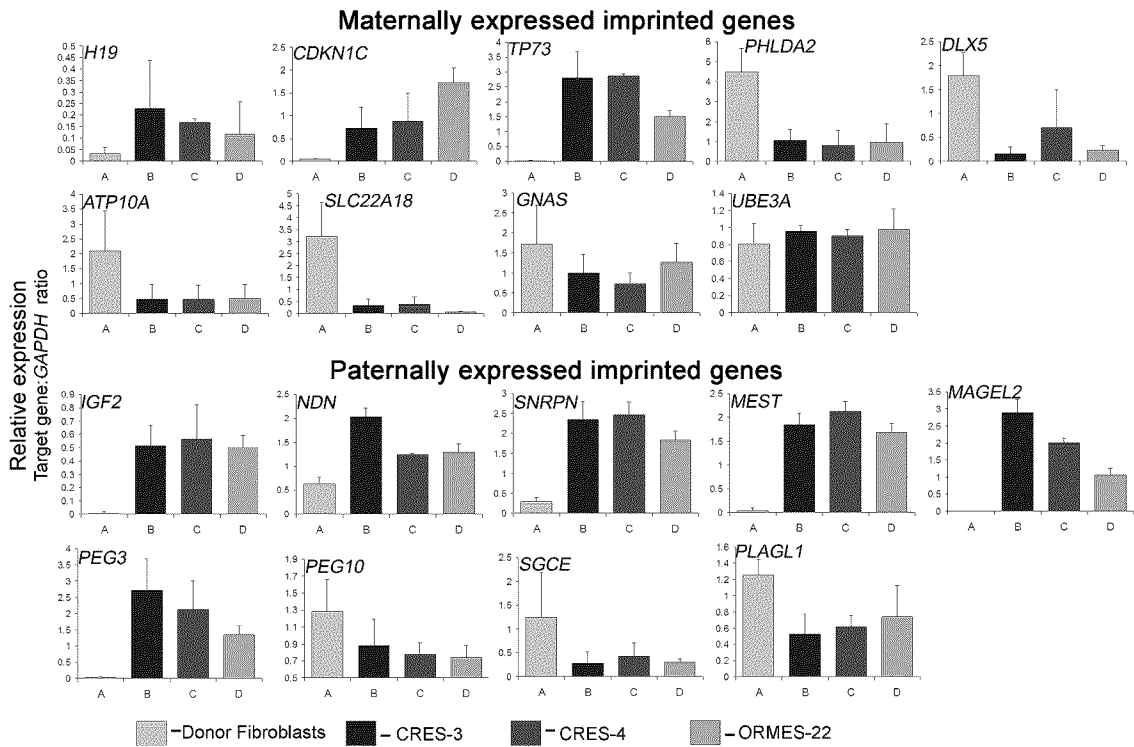 Maternally expressed imprinted genes
H19 CDKN1C TP73 PHLDA2 DLX5
0.5 0.45 0.4 0.35 0.3 0.25 0.2 0.15 0.1 0.05 0
2.5 2 1.5 1 0.5 0
4 3.5 3 2.5 2 1.5 1 0.5 0
6 5 4 3 2 1 0
2.5 2 1.5 1 0.5 0
A B C D A B C D A B C D A B C D A B C D
ATP10A SLC22A18 GNAS UBE3A
4 3.5 3 2.5 2 1.5 1 0.5 0
5 4.5 4 3.5 3 2.5 2 1.5 1 0.5 0
3 2.5 2 1.5 1 0.5 0
1.4 1.2 1 0.8 0.6 0.4 0.2 0
A B C D A B C D A B C D A B C D
Relative expression
Target gene:GAPDH ratio
Paternally expressed imprinted genes
IGF2 NDN SNRPN MEST MAGEL2
0.9 0.8 0.7 0.6 0.5 0.4 0.3 0.2 0.1 0
2.5 2 1.5 1 0.5 0
3 2.5 2 1.5 1 0.5 0
2.5 2 1.5 1 0.5 0
3.5 3 2.5 2 1.5 1 0.5 0
A B C D A B C D A B C D A B C D A B C D
PEG3 PEG10 SGCE PLAGL1
4 3.5 3 2.5 2 1.5 1 0.5 0
1.9 1.7 1.5 1.3 1.1 0.9 0.7 0.5
2.5 2 1.5 1 0.5 0
1.6 1.4 1.2 1 0.8 0.6 0.4 0.2 0
A B C D A B C D A B C D A B C D
–Donor Fibroblasts – CRES-3 – CRES-4 – ORMES-22